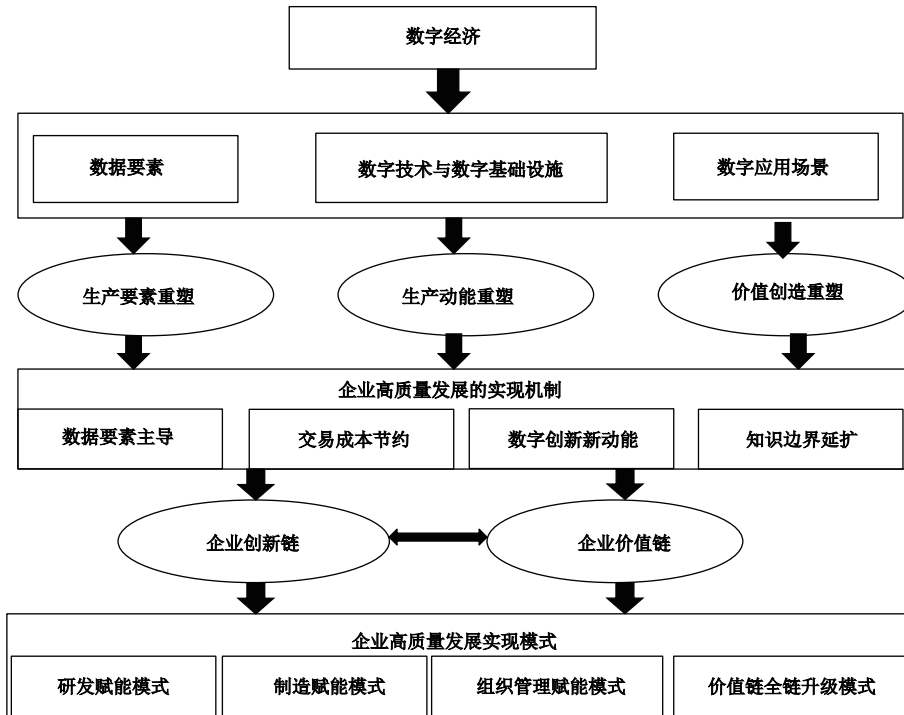 数字经济
数据要素
数字技术与数字基础设施
数字应用场景
生产要素重塑
生产动能重塑
价值创造重塑
企业高质量发展的实现机制
数据要素主导
交易成本节约
数字创新新动能
知识边界延扩
企业创新链
企业价值链
企业高质量发展实现模式
研发赋能模式
制造赋能模式
组织管理赋能模式
价值链全链升级模式